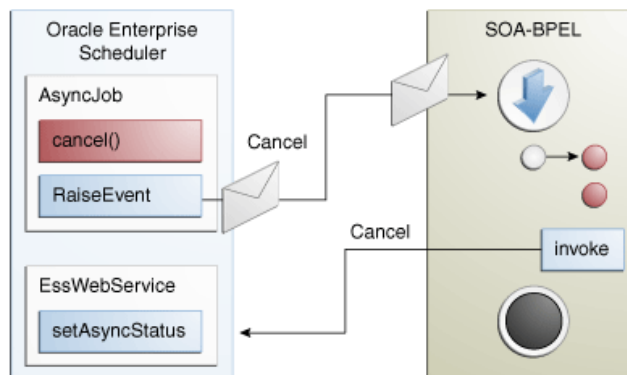 Oracle Enterprise
Scheduler
AsyncJob
cancel()
RaiseEvent
Cancel
EssWebService
setAsyncStatus
Cancel
SOA-BPEL
invoke